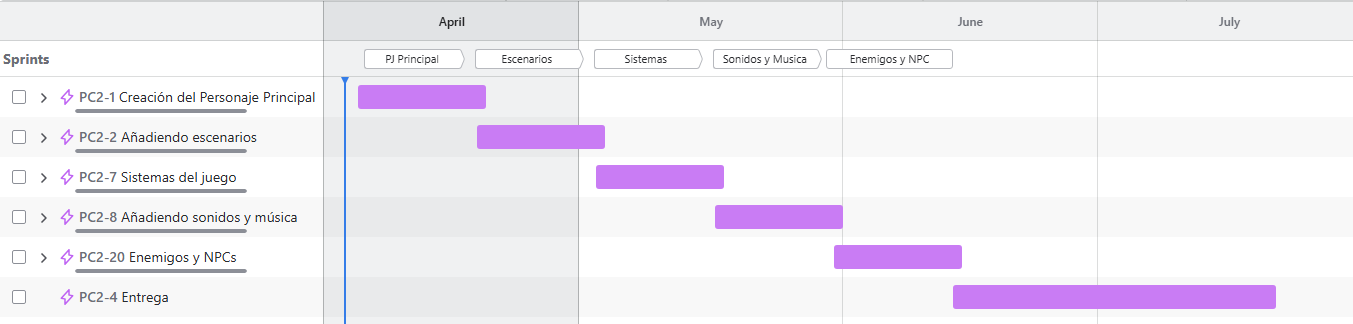 April May June July
Sprints PJ Principal Escenarios Sistemas Sonidos y Musica Enemigos y NPC
PC2-1 Creación del Personaje Principal
PC2-2 Añadiendo escenarios
PC2-7 Sistemas del juego
PC2-8 Añadiendo sonidos y música
PC2-20 Enemigos y NPCs
PC2-4 Entrega